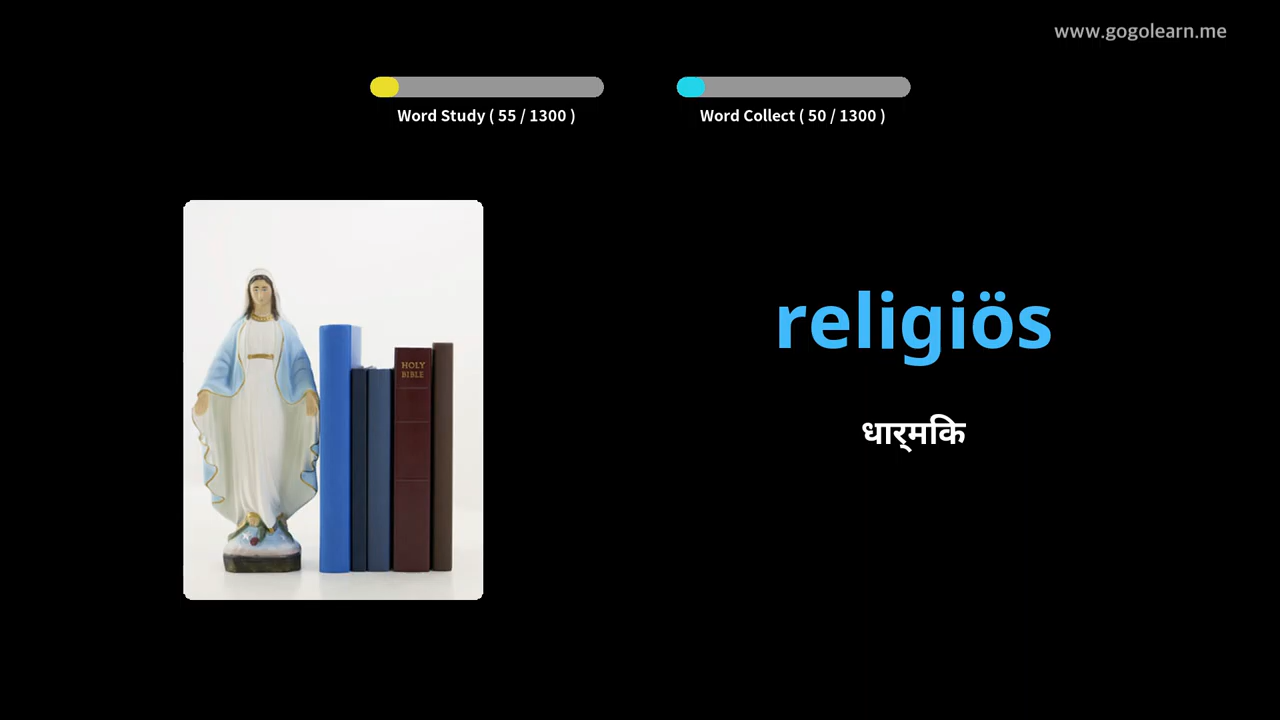 www.gogolearn.me
Word Study ( 55 / 1300 )
Word Collect ( 50 / 1300 )
HOLY
BIBLE
religiös
धार्मिक